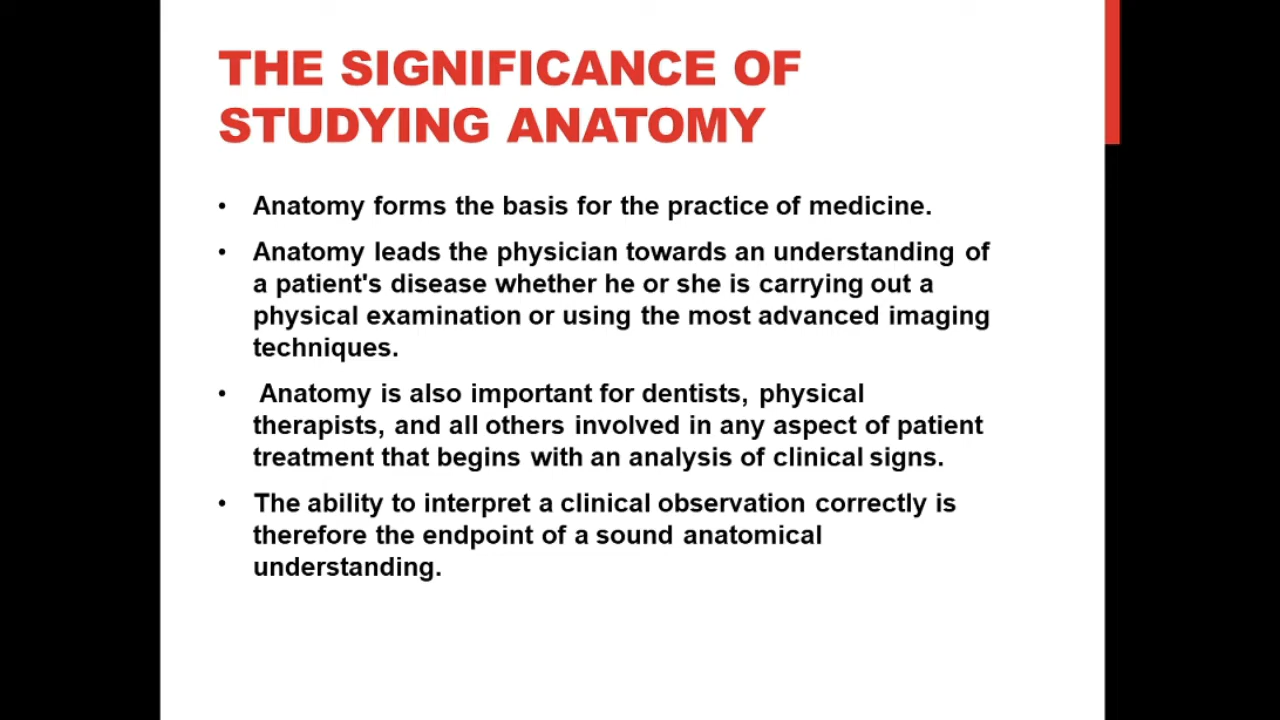 THE SIGNIFICANCE OF
STUDYING ANATOMY
• Anatomy forms the basis for the practice of medicine.
• Anatomy leads the physician towards an understanding of
a patient's disease whether he or she is carrying out a
physical examination or using the most advanced imaging
techniques.
• Anatomy is also important for dentists, physical
therapists, and all others involved in any aspect of patient
treatment that begins with an analysis of clinical signs.
• The ability to interpret a clinical observation correctly is
therefore the endpoint of a sound anatomical
understanding.